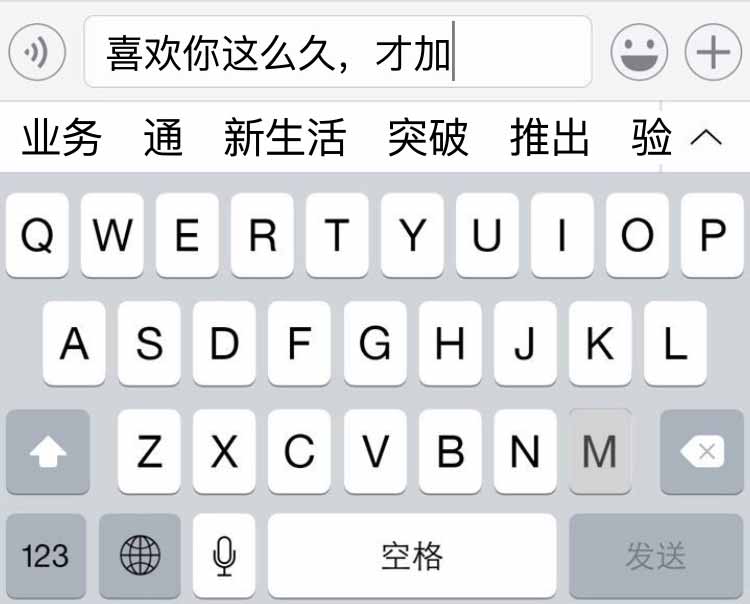 喜欢你这么久，才加
业务 通 新生活 突破 推出 验
Q W E R T Y U I O P
A S D F G H J K L
Z X C V B N M
123 空格 发送